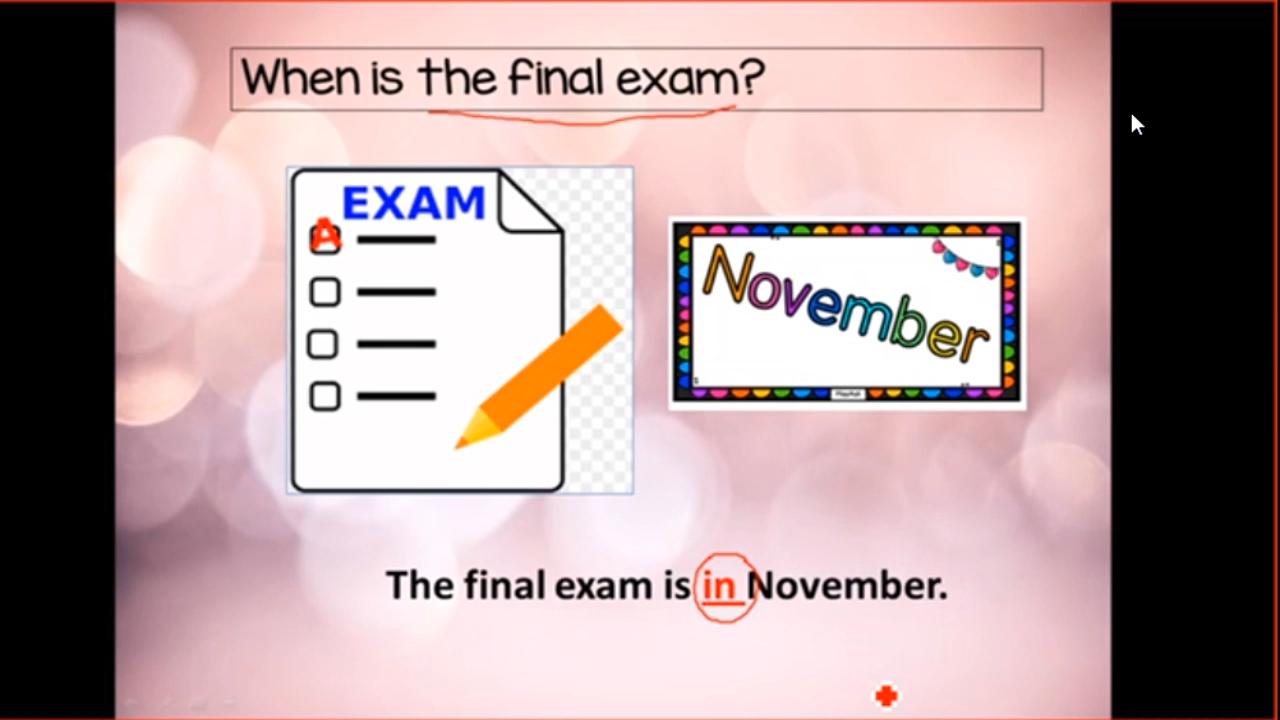 When is the final exam?
EXAM
A
November
The final exam is in November.